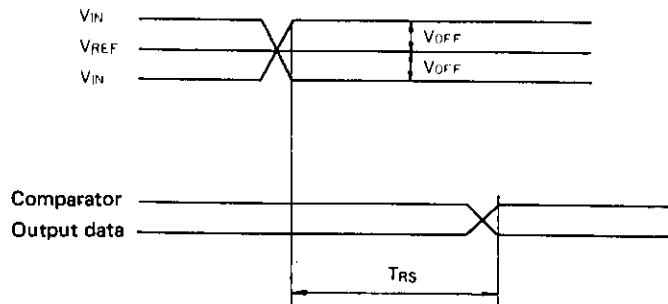 VIN
VREF
VIN
VOFF
VOFF
Comparator
Output data
TRS